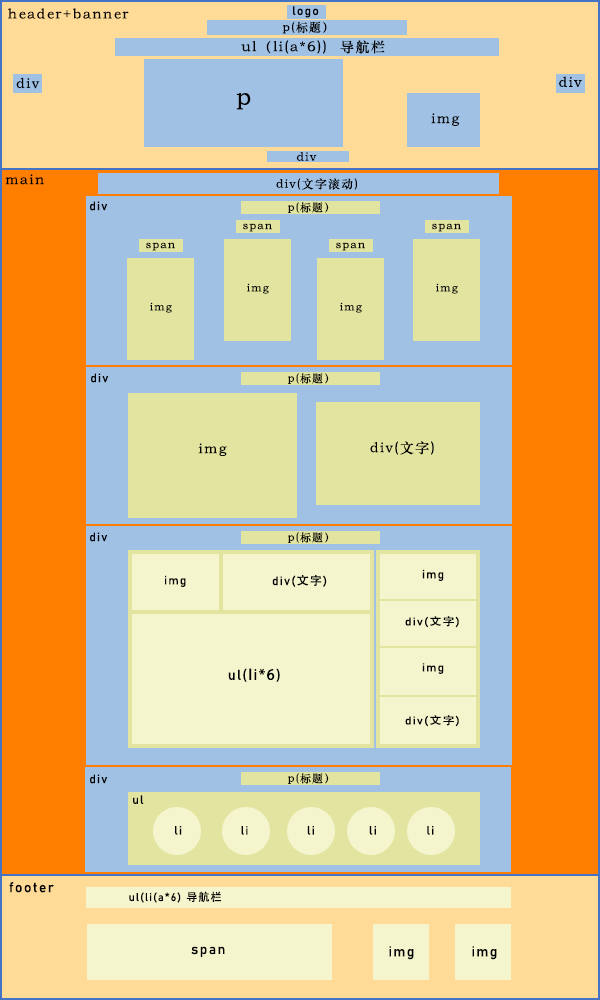 header+banner
logo
p(标题)
ul (li(a*6)) 导航栏
div
p
img
div
div
main
div(文字滚动)
div
p(标题)
span
span
span
span
img
img
img
img
div
p(标题)
img
div(文字)
div
p(标题)
img
div(文字)
ul(li*6)
img
div(文字)
img
div(文字)
div
p(标题)
ul
li
li
li
li
li
footer
ul(li(a*6) 导航栏
span
img
img